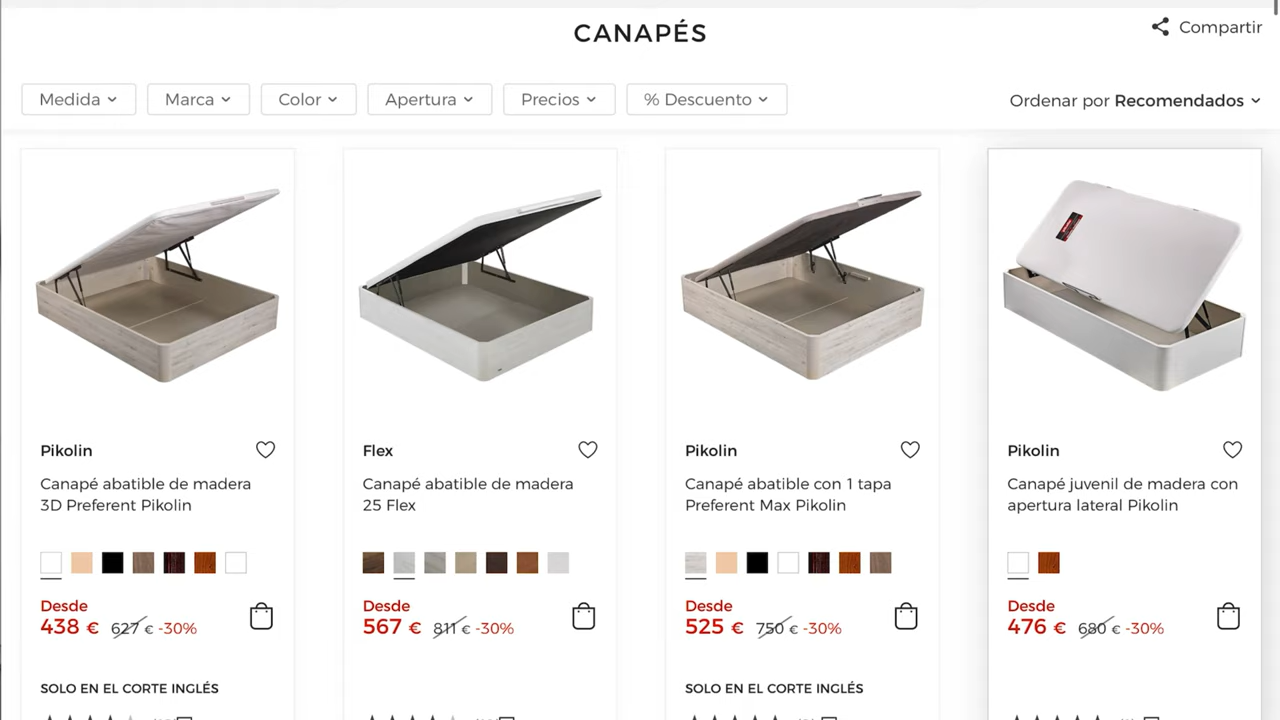 CANAPÉS
Compartir
Medida
Marca
Color
Apertura
Precios
% Descuento
Ordenar por Recomendados
Pikolin
Canapé abatible de madera
3D Preferent Pikolin
Desde
438 € 627 € -30%
SOLO EN EL CORTE INGLÉS
Flex
Canapé abatible de madera
25 Flex
Desde
567 € 811 € -30%
Pikolin
Canapé abatible con 1 tapa
Preferent Max Pikolin
Desde
525 € 750 € -30%
SOLO EN EL CORTE INGLÉS
Pikolin
Canapé juvenil de madera con
apertura lateral Pikolin
Desde
476 € 680 € -30%